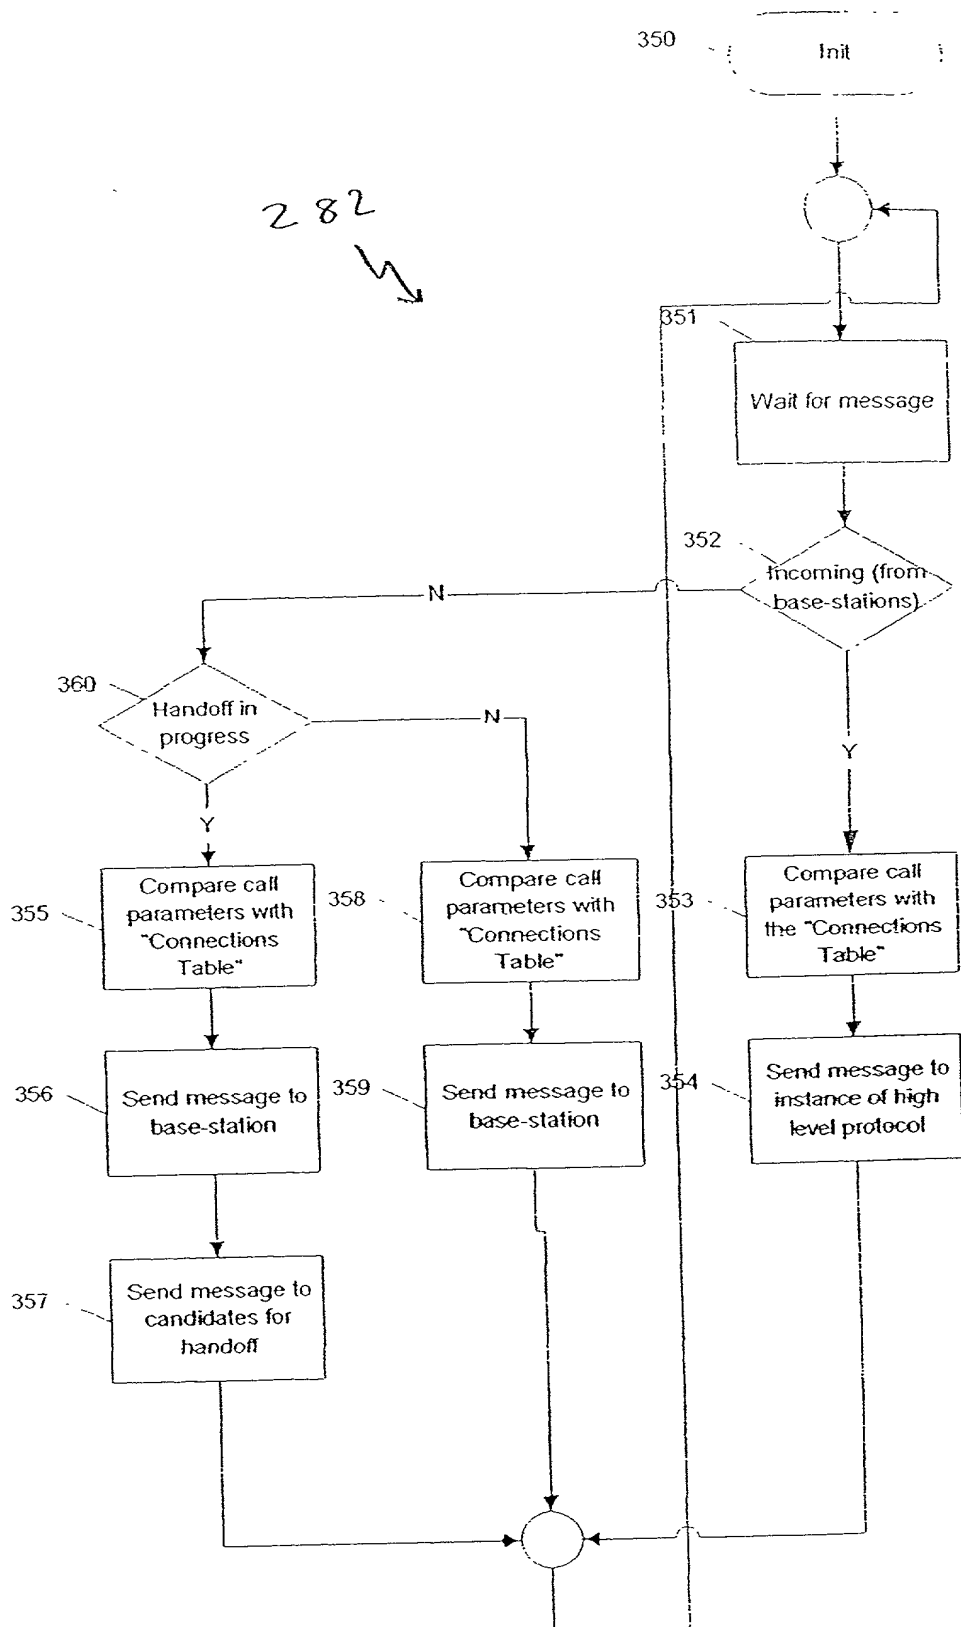 350
Init
282
351
Wait for message
352
Incoming (from
base-stations)
N
360
Handoff in
progress
N
Y
Y
355
Compare call
parameters with
"Connections
Table"
358
Compare call
parameters with
"Connections
Table"
353
Compare call
parameters with
the "Connections
Table"
356
Send message to
base-station
359
Send message to
base-station
354
Send message to
instance of high
level protocol
357
Send message to
candidates for
handoff